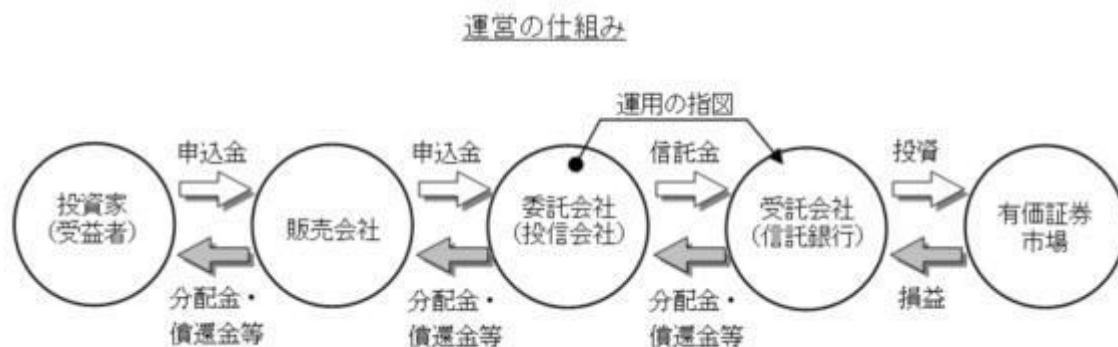 運営の仕組み
運用の指図
申込金
申込金
信託金
投資
投資家
(受益者)
販売会社
委託会社
(投信会社)
受託会社
(信託銀行)
有価証券
市場
分配金・
償還金等
分配金・
償還金等
分配金・
償還金等
損益